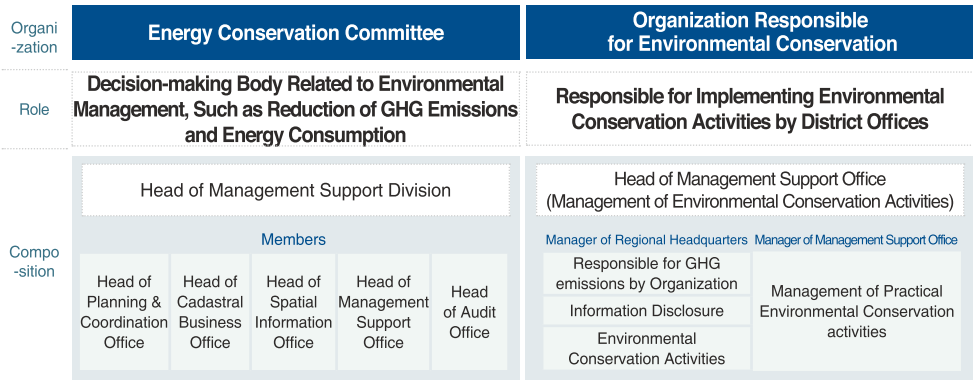 Organi
-zation
Energy Conservation Committee
Organization Responsible
for Environmental Conservation
Role
Decision-making Body Related to Environmental
Management, Such as Reduction of GHG Emissions
and Energy Consumption
Responsible for Implementing Environmental
Conservation Activities by District Offices
Compo
-sition
Head of Management Support Division
Members
Head of
Planning &
Coordination
Office
Head of
Cadastral
Business
Office
Head of
Spatial
Information
Office
Head of
Management
Support
Office
Head
of Audit
Office
Head of Management Support Office
(Management of Environmental Conservation Activities)
Manager of Regional Headquarters
Responsible for GHG
emissions by Organization
Information Disclosure
Environmental
Conservation Activities
Manager of Management Support Office
Management of Practical
Environmental Conservation
activities